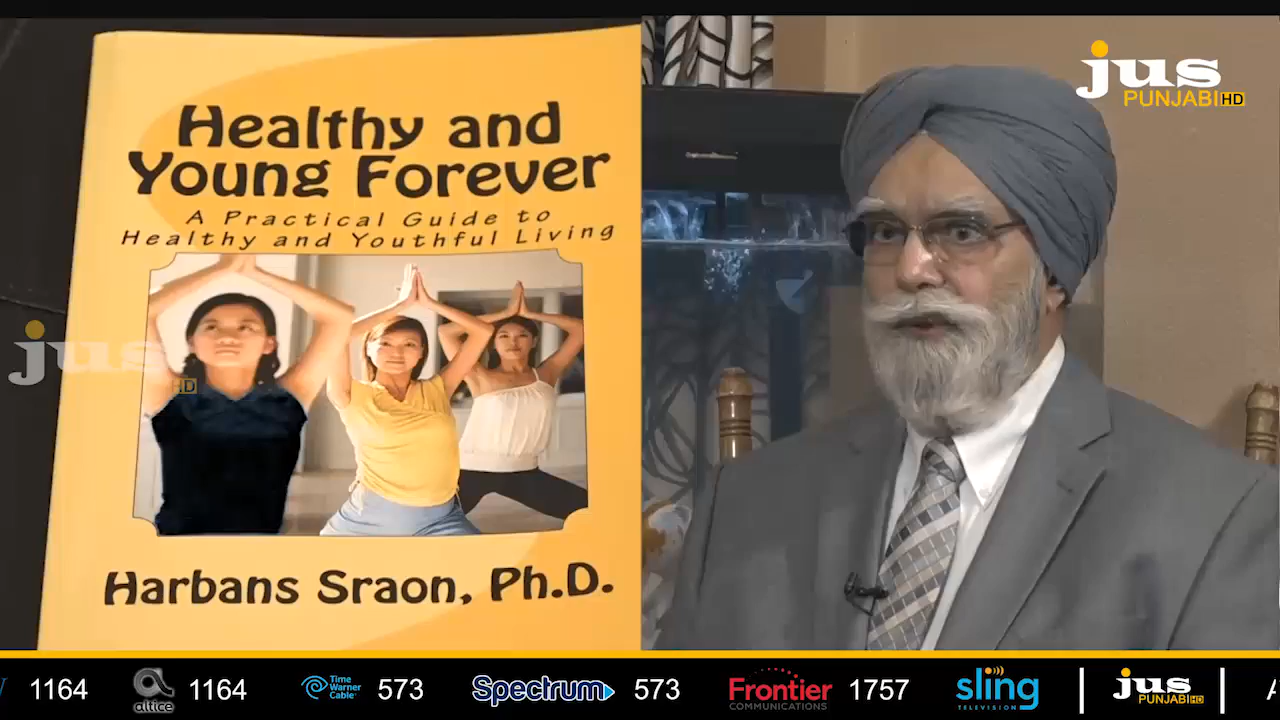 Healthy and
Young Forever
A Practical Guide to
Healthy and Youthful Living
Harbans Sraon, Ph.D.
jus
PUNJABI HD
jus
HD
1164
altice
1164
Time
Warner
Cable
573
Spectrum
573
Frontier
COMMUNICATIONS
1757
sling
TELEVISION
jus
PUNJABI HD